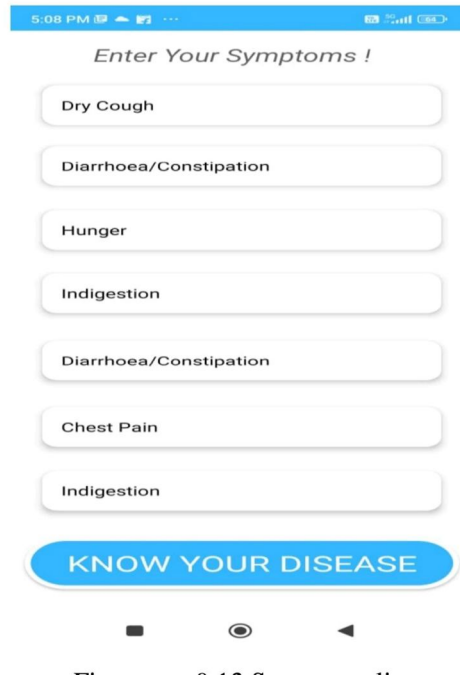 5:08 PM
Enter Your Symptoms !
Dry Cough
Diarrhoea/Constipation
Hunger
Indigestion
Diarrhoea/Constipation
Chest Pain
Indigestion
KNOW YOUR DISEASE